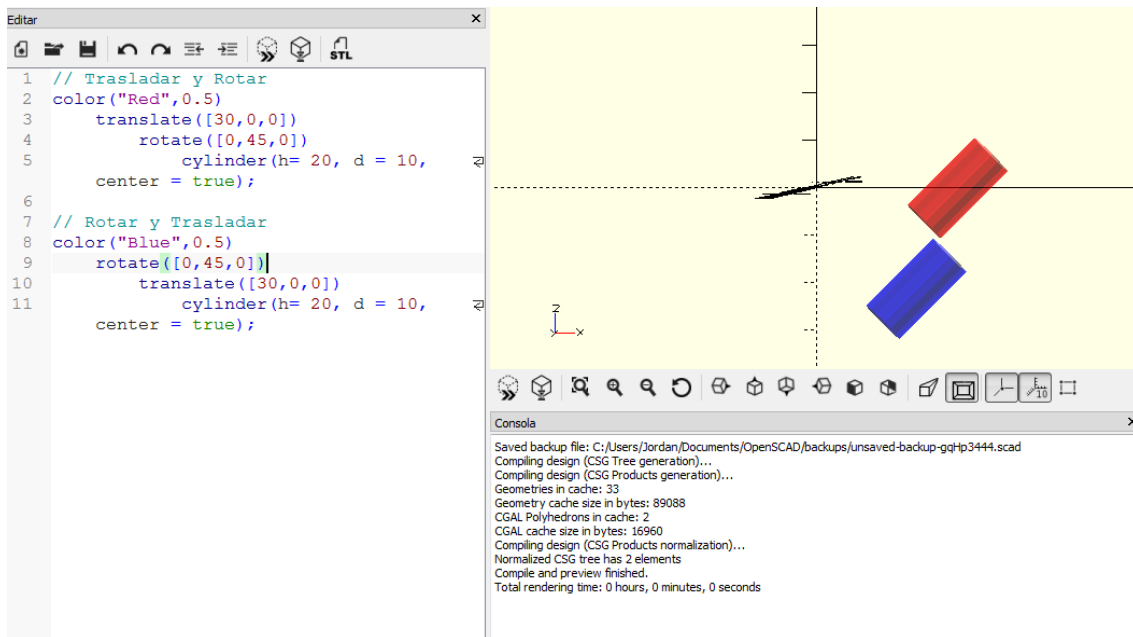 Editar
STL
1 // Trasladar y Rotar
2 color("Red",0.5)
3 translate([30,0,0])
4 rotate([0,45,0])
5 cylinder(h= 20, d = 10,
center = true);
6
7 // Rotar y Trasladar
8 color("Blue",0.5)
9 rotate([0,45,0])
10 translate([30,0,0])
11 cylinder(h= 20, d = 10,
center = true);
Z
X
10
Consola
Saved backup file: C:/Users/Jordan/Documents/OpenSCAD/backups/unsaved-backup-gqHp3444.scad
Compiling design (CSG Tree generation)...
Compiling design (CSG Products generation)...
Geometries in cache: 33
Geometry cache size in bytes: 89088
CGAL Polyhedrons in cache: 2
CGAL cache size in bytes: 16960
Compiling design (CSG Products normalization)...
Normalized CSG tree has 2 elements
Compile and preview finished.
Total rendering time: 0 hours, 0 minutes, 0 seconds